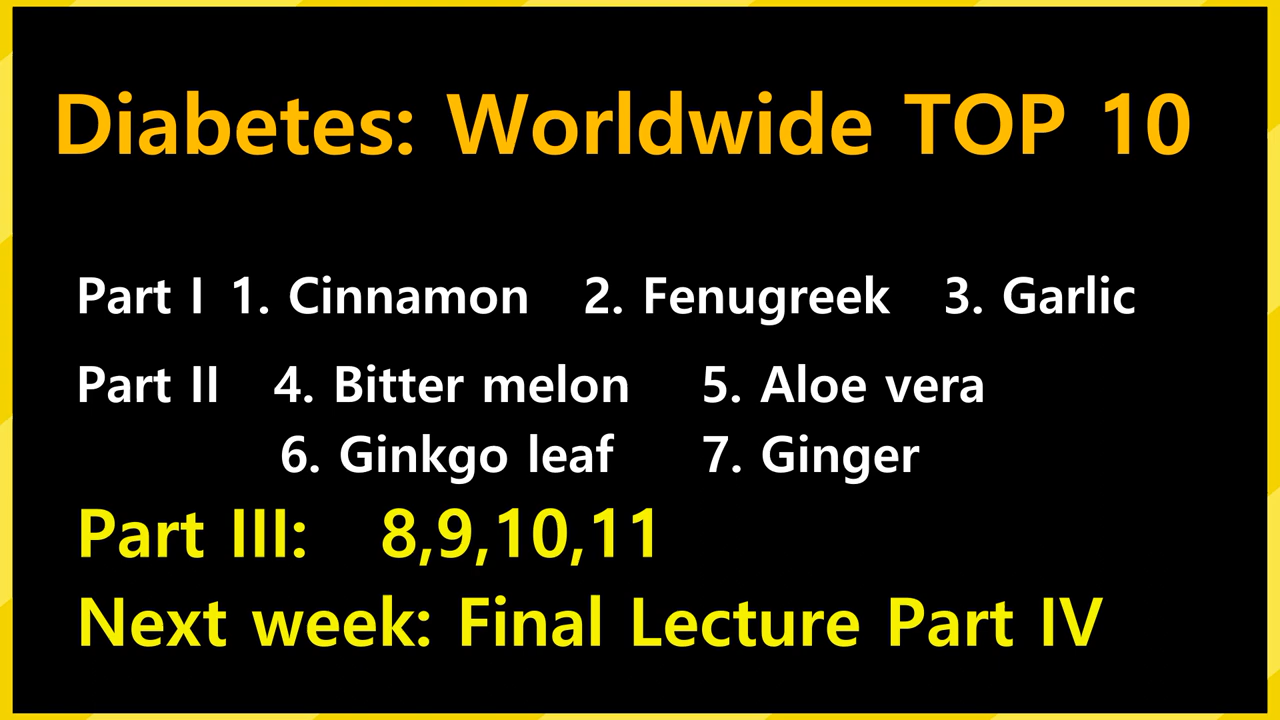 Diabetes: Worldwide TOP 10
Part I 1. Cinnamon 2. Fenugreek 3. Garlic
Part II 4. Bitter melon 5. Aloe vera
6. Ginkgo leaf 7. Ginger
Part III: 8,9,10,11
Next week: Final Lecture Part IV